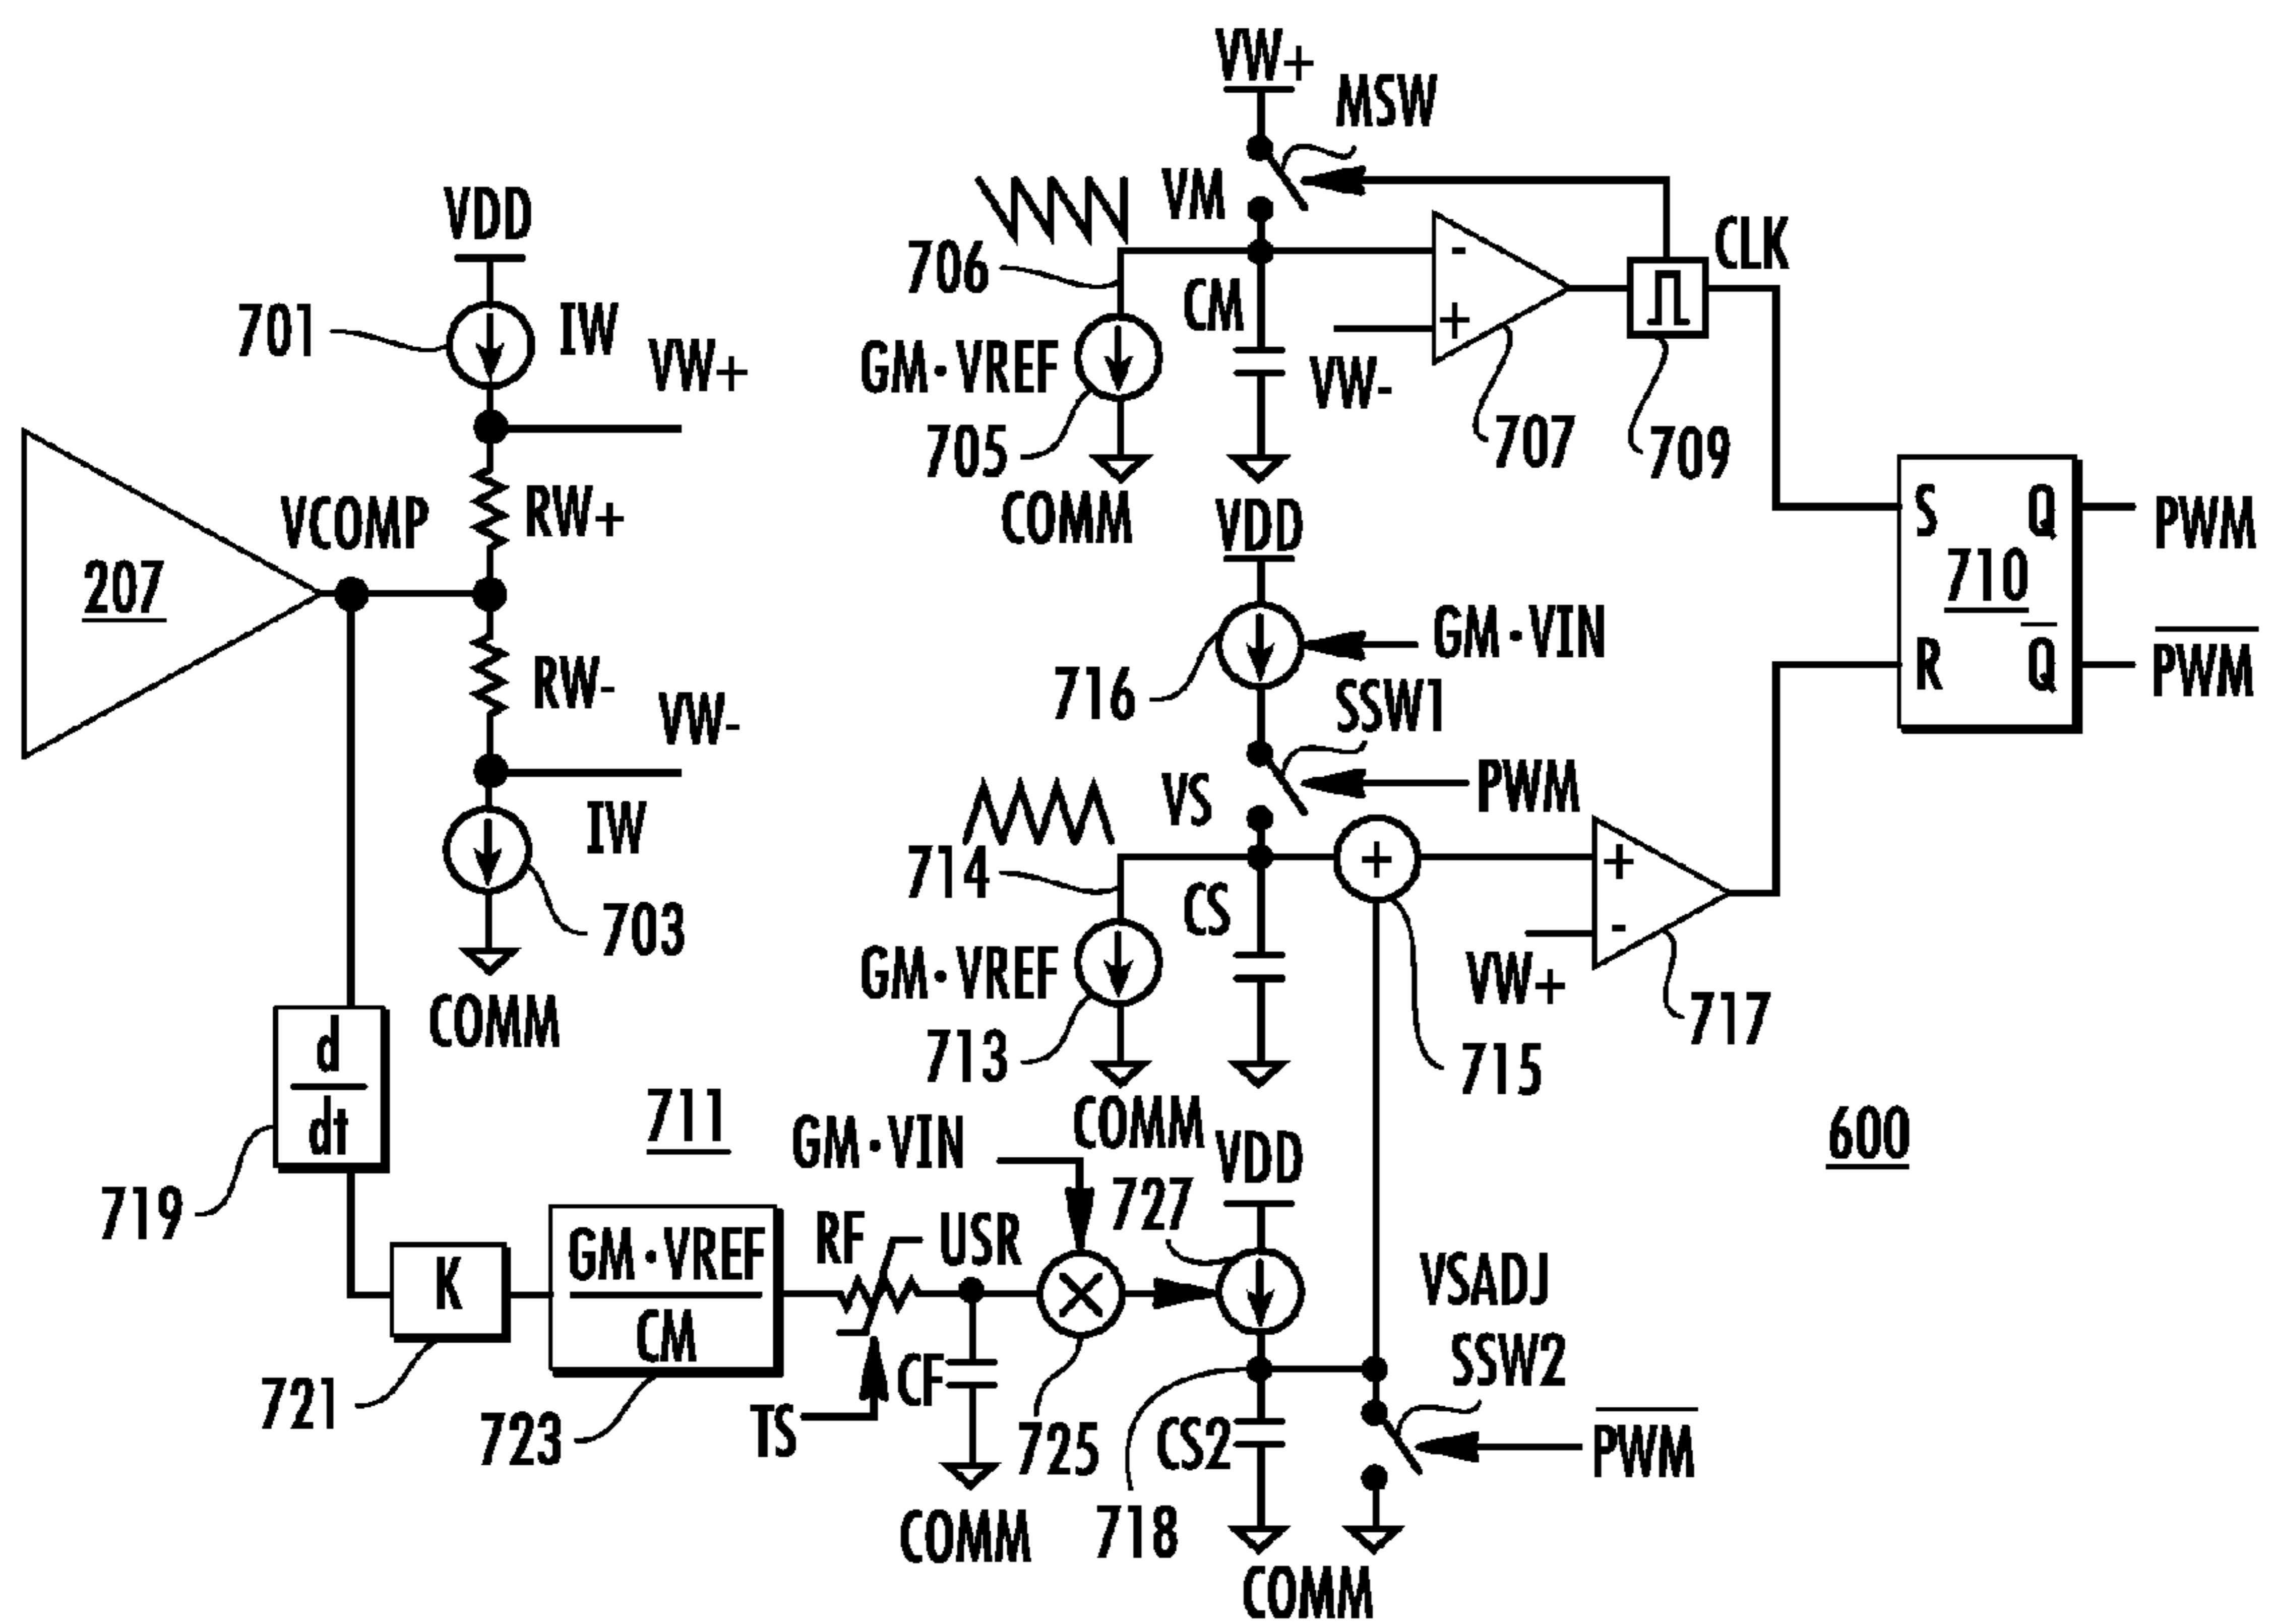 VW+
MSW
VDD
VM
CLK
706
701
IW
VW+
CM
GM·VREF
VW-
-
+
705
707
709
COMM
VCOMP
RW+
VDD
S
Q
PWM
207
710
716
GM·VIN
RW-
VW-
SSW1
R
Q̅
P̅W̅M̅
VS
PWM
IW
714
+
+
-
703
CS
GM·VREF
VW+
717
COMM
713
715
d
dt
711
GM·VIN
COMM
VDD
600
719
727
RF
USR
K
GM·VREF
CM
VSADJ
SSW2
721
723
TS
CF
725
CS2
P̅W̅M̅
718
COMM
COMM